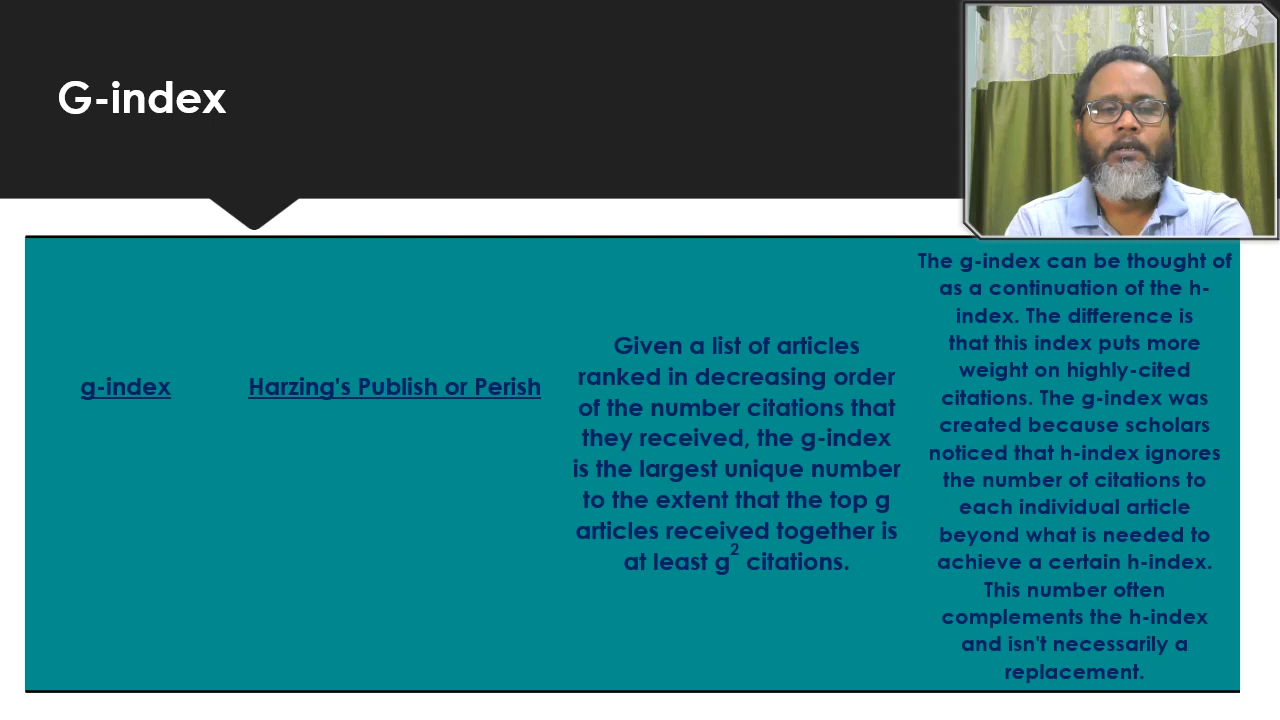 G-index
g-index
Harzing's Publish or Perish
Given a list of articles
ranked in decreasing order
of the number citations that
they received, the g-index
is the largest unique number
to the extent that the top g
articles received together is
at least g² citations.
The g-index can be thought of
as a continuation of the h-
index. The difference is
that this index puts more
weight on highly-cited
citations. The g-index was
created because scholars
noticed that h-index ignores
the number of citations to
each individual article
beyond what is needed to
achieve a certain h-index.
This number often
complements the h-index
and isn't necessarily a
replacement.